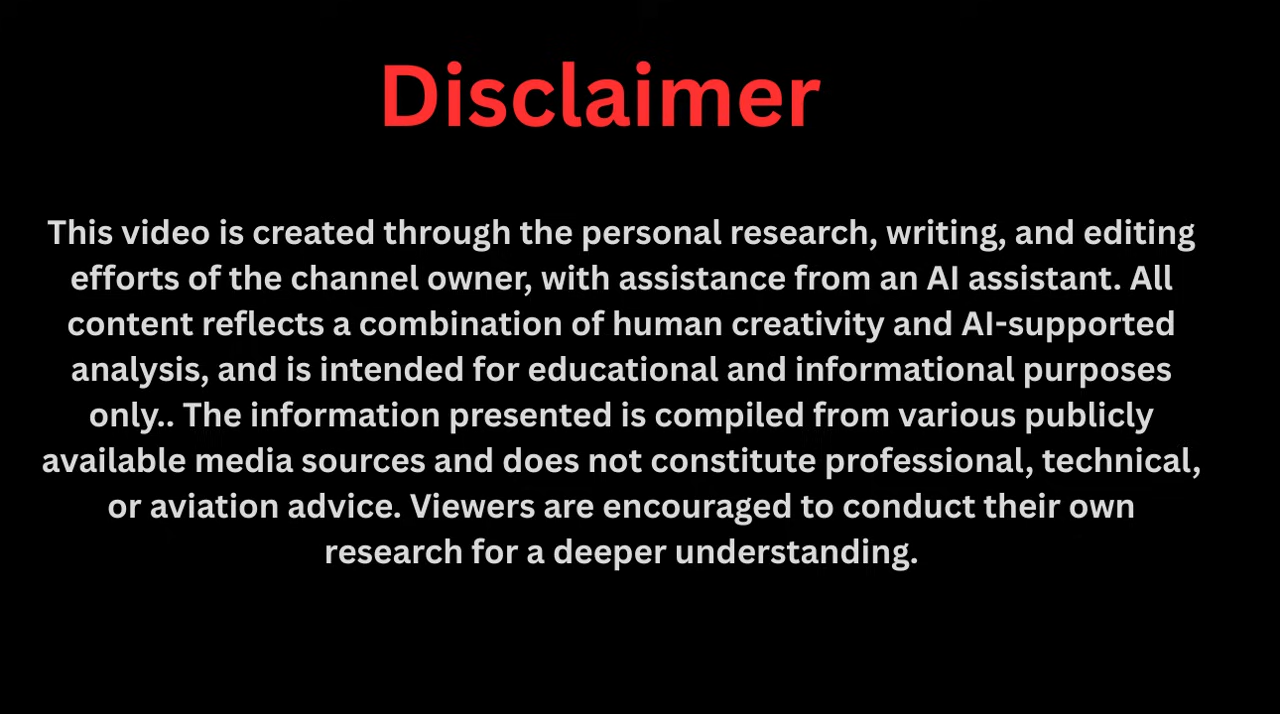 Disclaimer
This video is created through the personal research, writing, and editing
efforts of the channel owner, with assistance from an AI assistant. All
content reflects a combination of human creativity and AI-supported
analysis, and is intended for educational and informational purposes
only.. The information presented is compiled from various publicly
available media sources and does not constitute professional, technical,
or aviation advice. Viewers are encouraged to conduct their own
research for a deeper understanding.